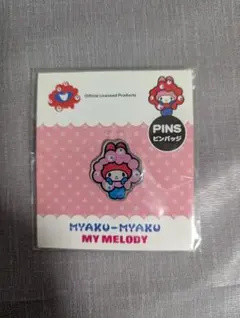 Official Licensed Products
PINS
ピンバッジ
MYAKU-MYAKU
MY MELODY